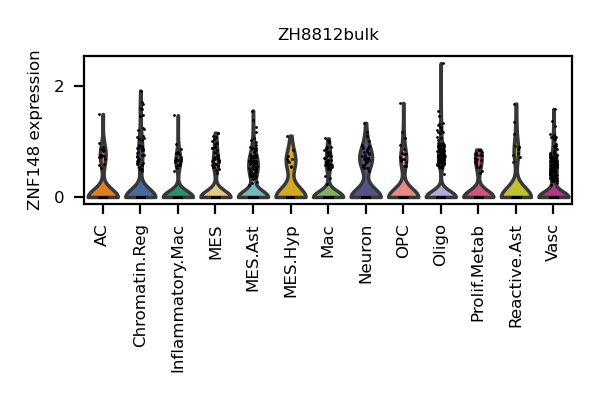 ZH8812bulk
ZNF148 expression
2
0
AC
Chromatin.Reg
Inflammatory.Mac
MES
MES.Ast
MES.Hyp
Mac
Neuron
OPC
Oligo
Prolif.Metab
Reactive.Ast
Vasc